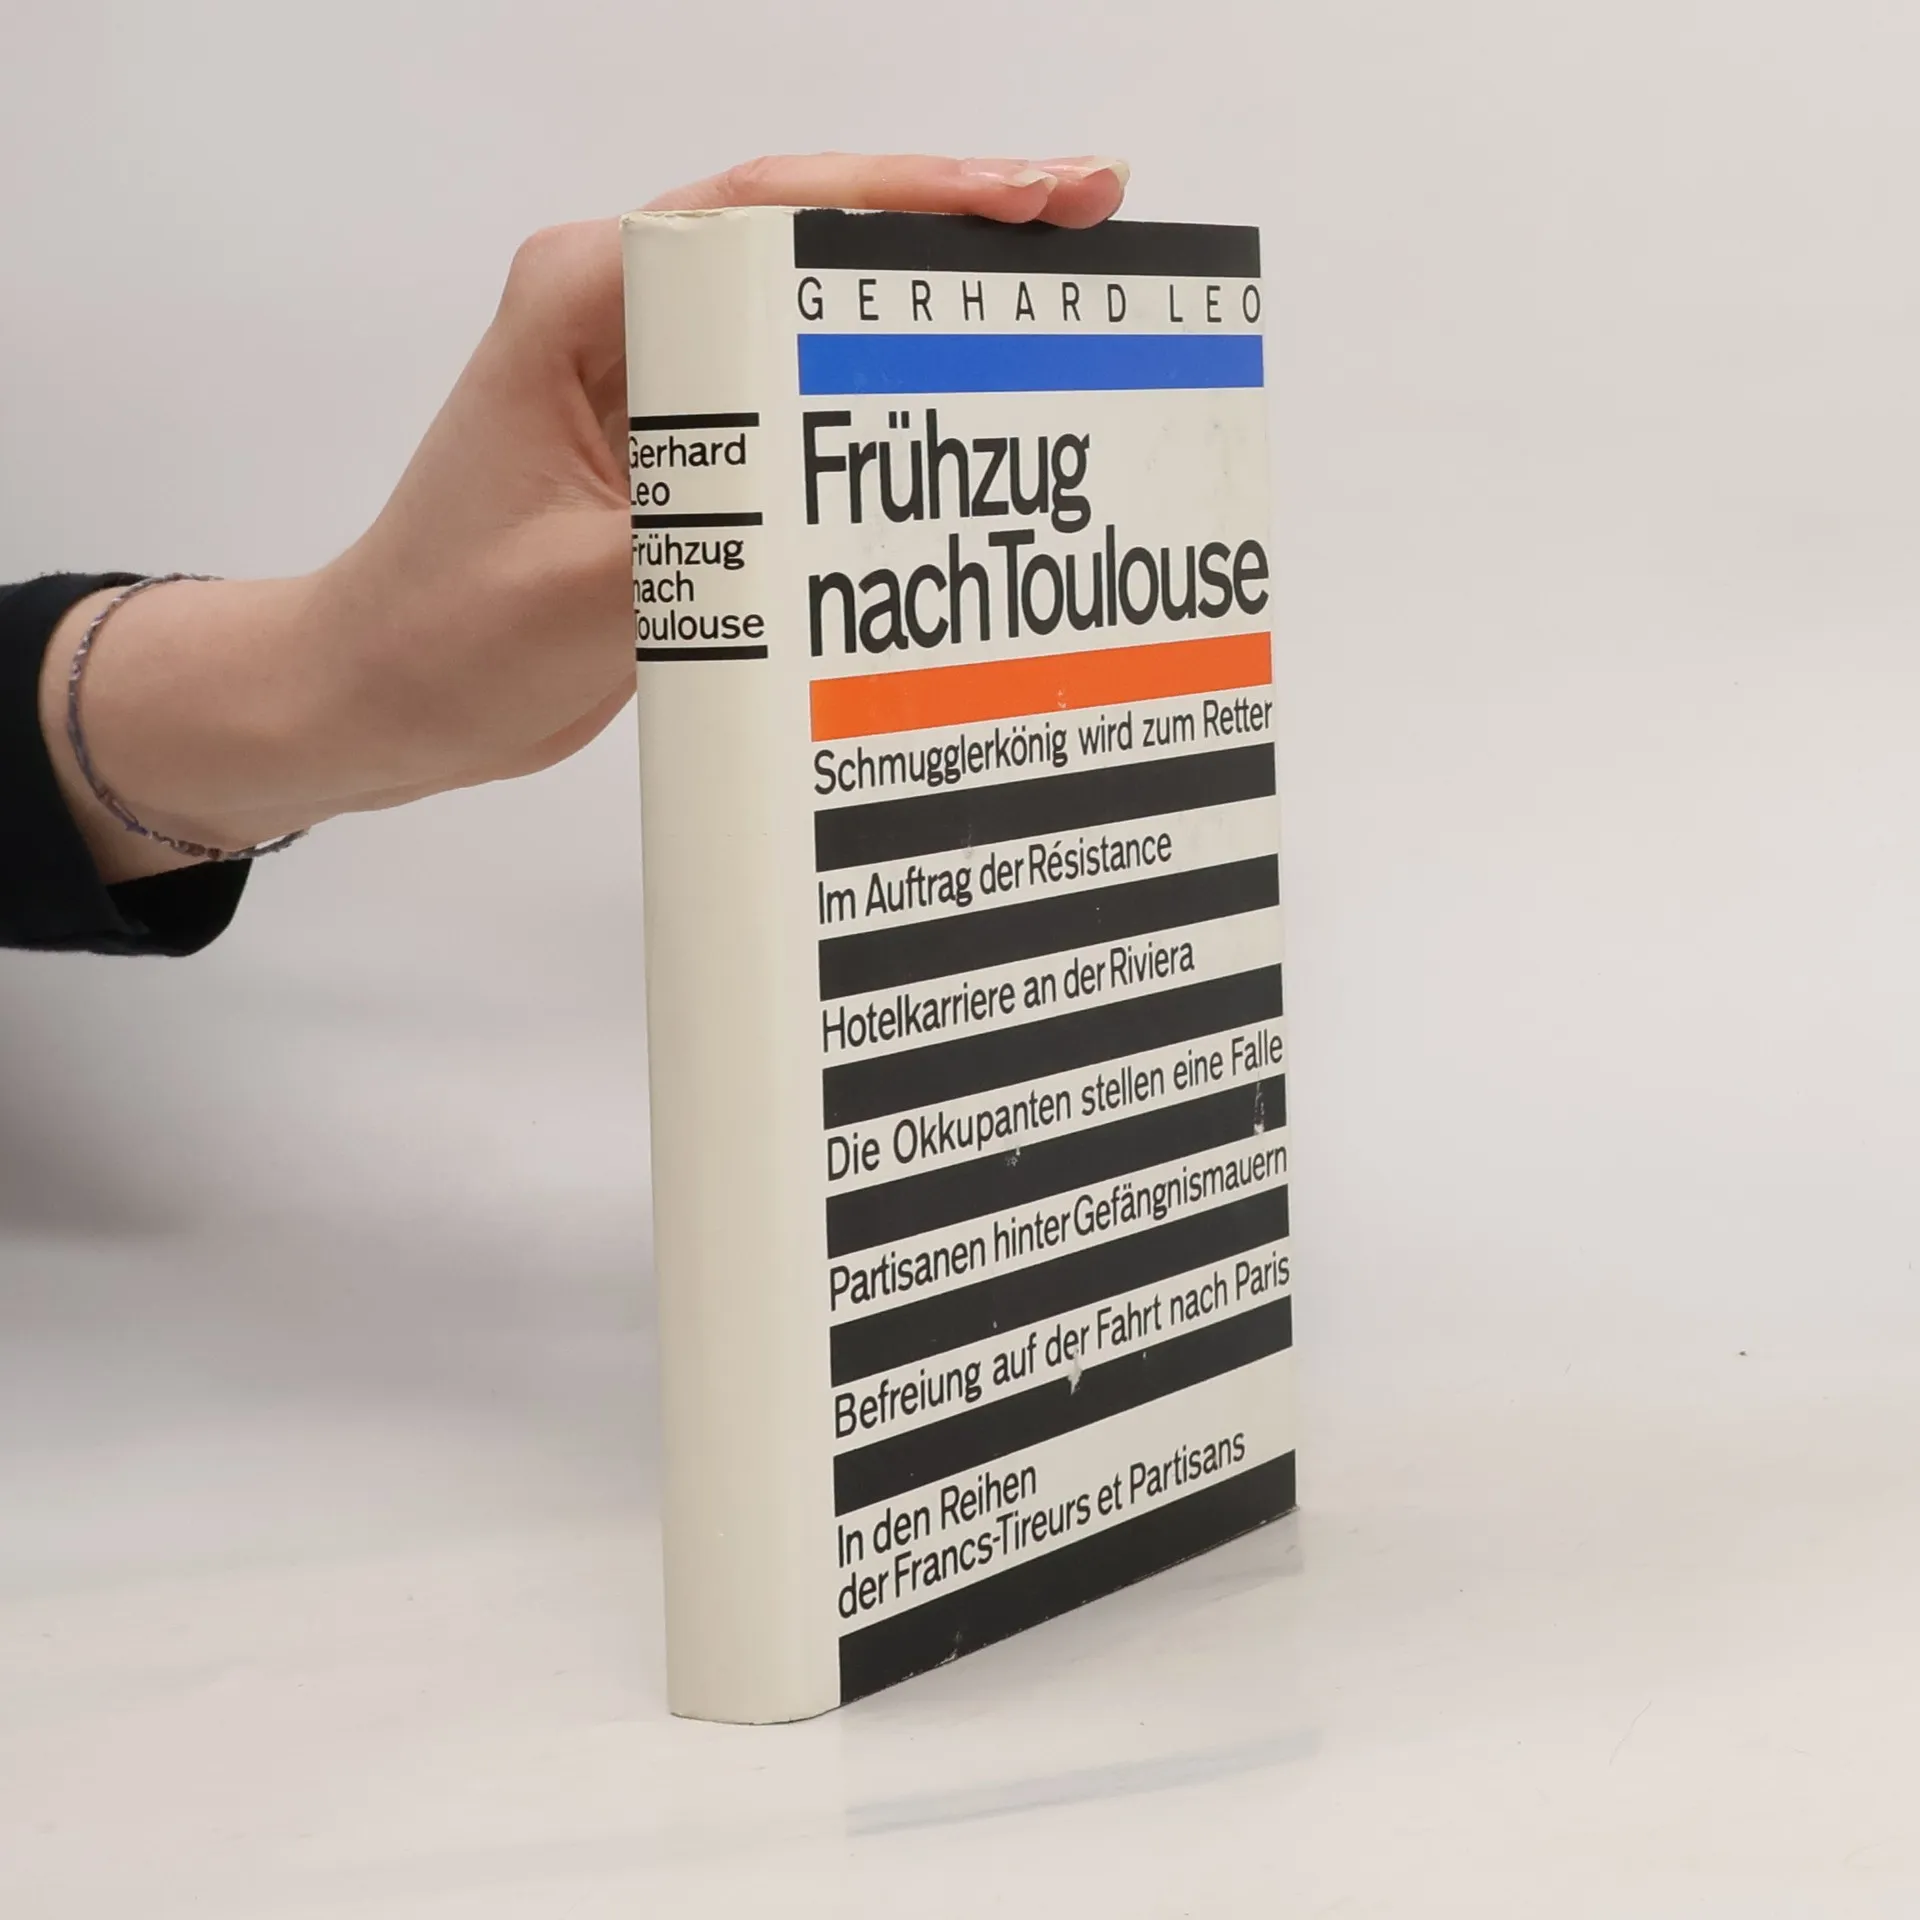 Gerhard
Leo
Frühzug
nach
Toulouse
GERHARD LEO
Frühzug
nach Toulouse
Schmugglerkönig wird zum Retter
Im Auftrag der Résistance
Hotelkarriere an der Riviera
Die Okkupanten stellen eine Falle
Partisanen hinter Gefängnismauern
Befreiung auf der Fahrt nach Paris
In den Reihen
der Francs-Tireurs et Partisans